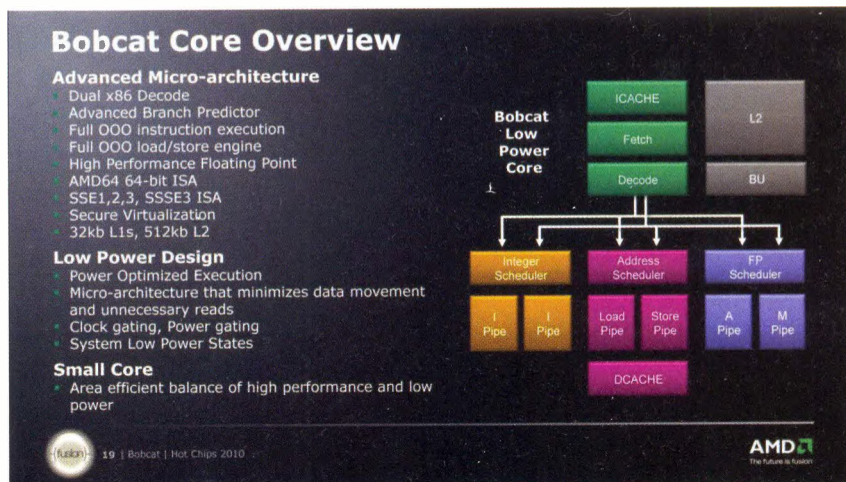 Bobcat Core Overview
Advanced Micro-architecture
Dual x86 Decode
Advanced Branch Predictor
Full OOO instruction execution
Full OOO load/store engine
High Performance Floating Point
AMD64 64-bit ISA
SSE1,2,3, SSSE3 ISA
Secure Virtualization
32kb L1s, 512kb L2
Low Power Design
Power Optimized Execution
Micro-architecture that minimizes data movement
and unnecessary reads
Clock gating, Power gating
System Low Power States
Small Core
Area efficient balance of high performance and low
power
Bobcat
Low
Power
Core
ICACHE
Fetch
Decode
L2
BU
Integer
Scheduler
Address
Scheduler
FP
Scheduler
I
Pipe
I
Pipe
Load
Pipe
Store
Pipe
A
Pipe
M
Pipe
DCACHE
fusion
19 | Bobcat | Hot Chips 2010
AMD
The future is fusion